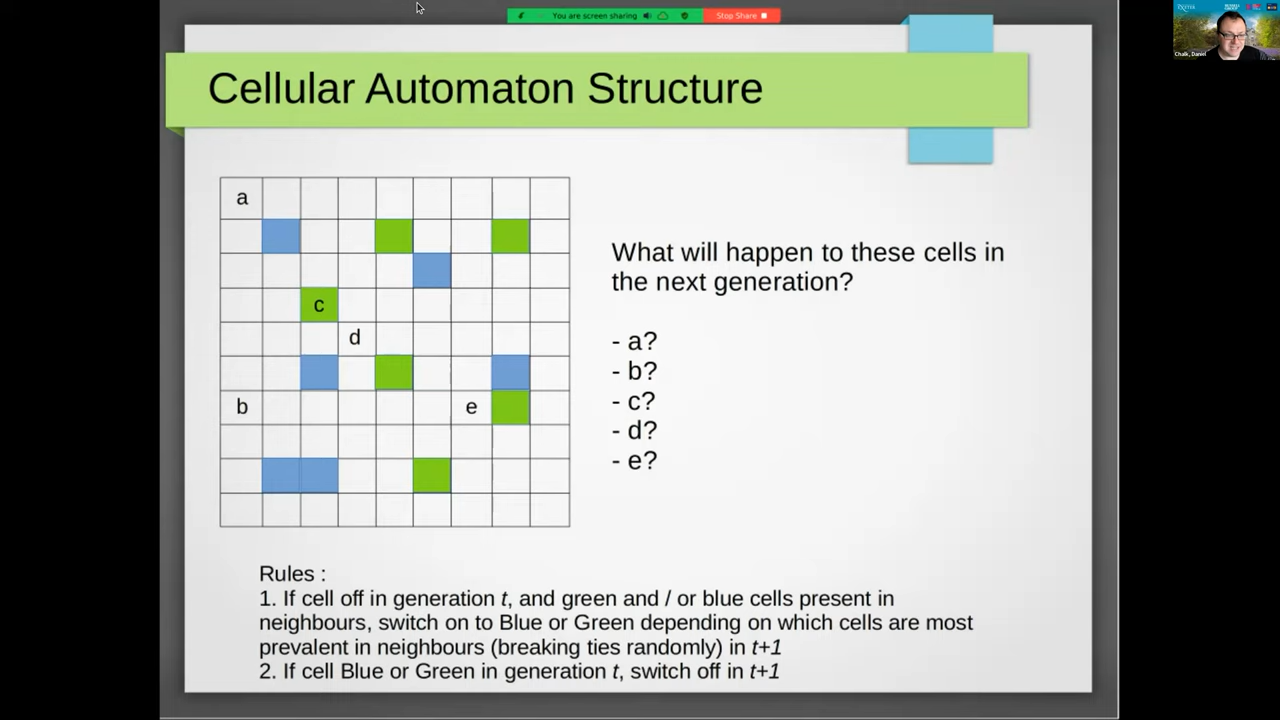 You are screen sharing
Stop Share
Chalk, Daniel
Cellular Automaton Structure
a
c
d
b
e
What will happen to these cells in
the next generation?
- a?
- b?
- c?
- d?
- e?
Rules :
1. If cell off in generation t, and green and / or blue cells present in
neighbours, switch on to Blue or Green depending on which cells are most
prevalent in neighbours (breaking ties randomly) in t+1
2. If cell Blue or Green in generation t, switch off in t+1